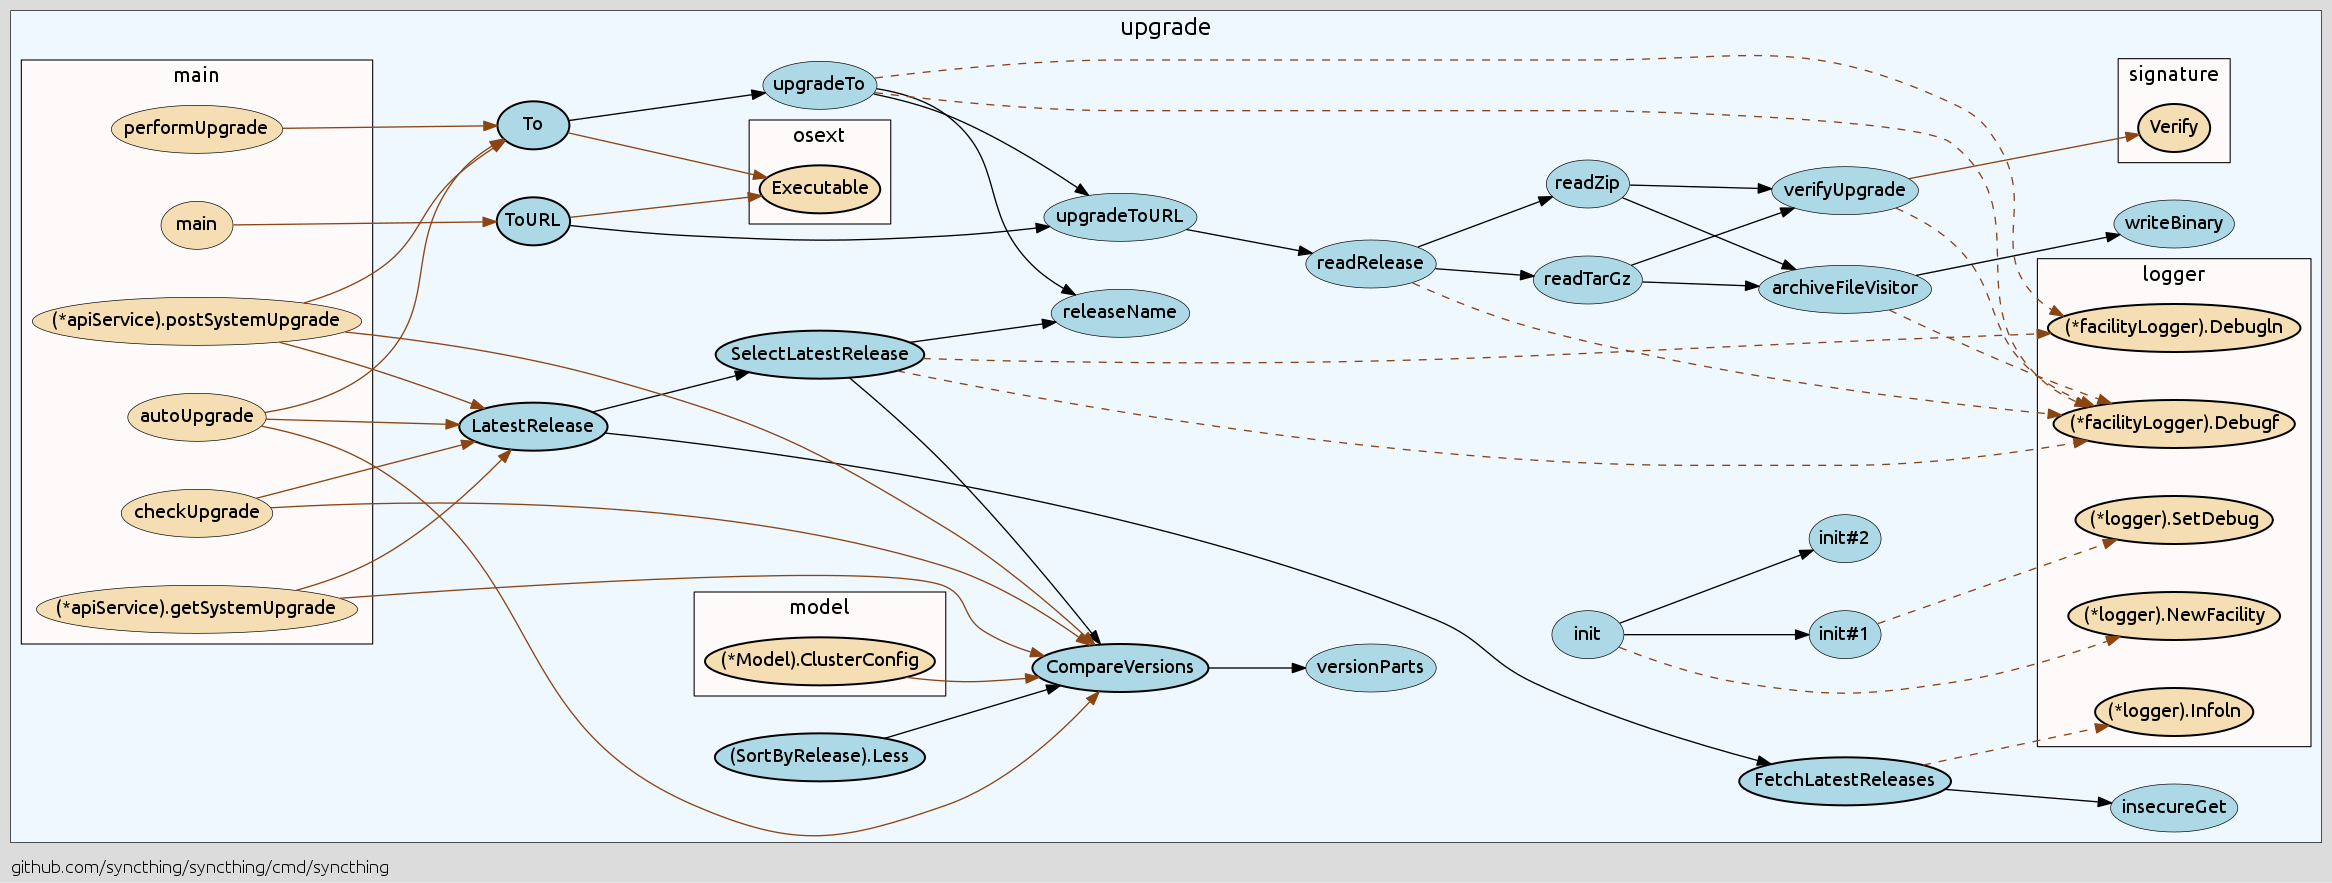 upgrade
main
performUpgrade
main
(*apiService).postSystemUpgrade
autoUpgrade
checkUpgrade
(*apiService).getSystemUpgrade
To
ToURL
LatestRelease
upgradeTo
osext
Executable
SelectLatestRelease
model
(*Model).ClusterConfig
(SortByRelease).Less
upgradeToURL
releaseName
CompareVersions
readRelease
versionParts
readZip
readTarGz
init
verifyUpgrade
archiveFileVisitor
init#2
init#1
FetchLatestReleases
signature
Verify
writeBinary
logger
(*facilityLogger).Debugln
(*facilityLogger).Debugf
(*logger).SetDebug
(*logger).NewFacility
(*logger).Infoln
insecureGet
github.com/syncthing/syncthing/cmd/syncthing